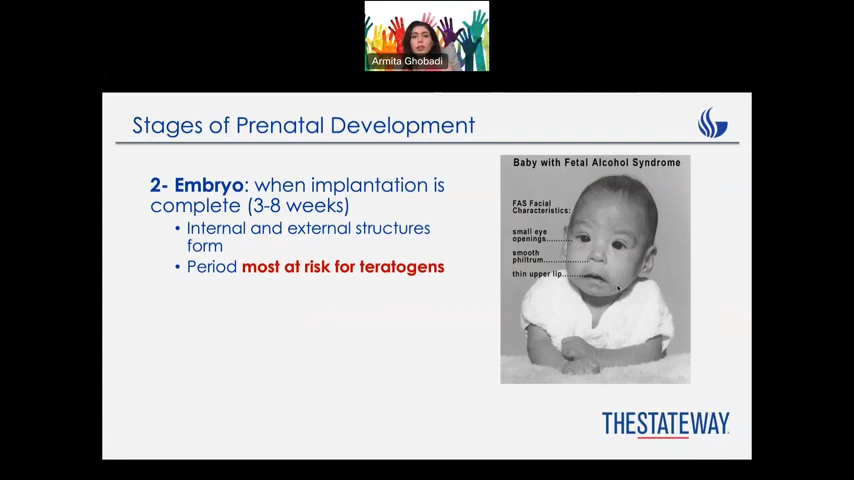 Armita Ghobadi
Stages of Prenatal Development
2- Embryo: when implantation is
complete (3-8 weeks)
• Internal and external structures
form
• Period most at risk for teratogens
Baby with Fetal Alcohol Syndrome
FAS Facial
Characteristics:
small eye
openings............
smooth
philtrum..................
thin upper lip............
THESTATEWAY.